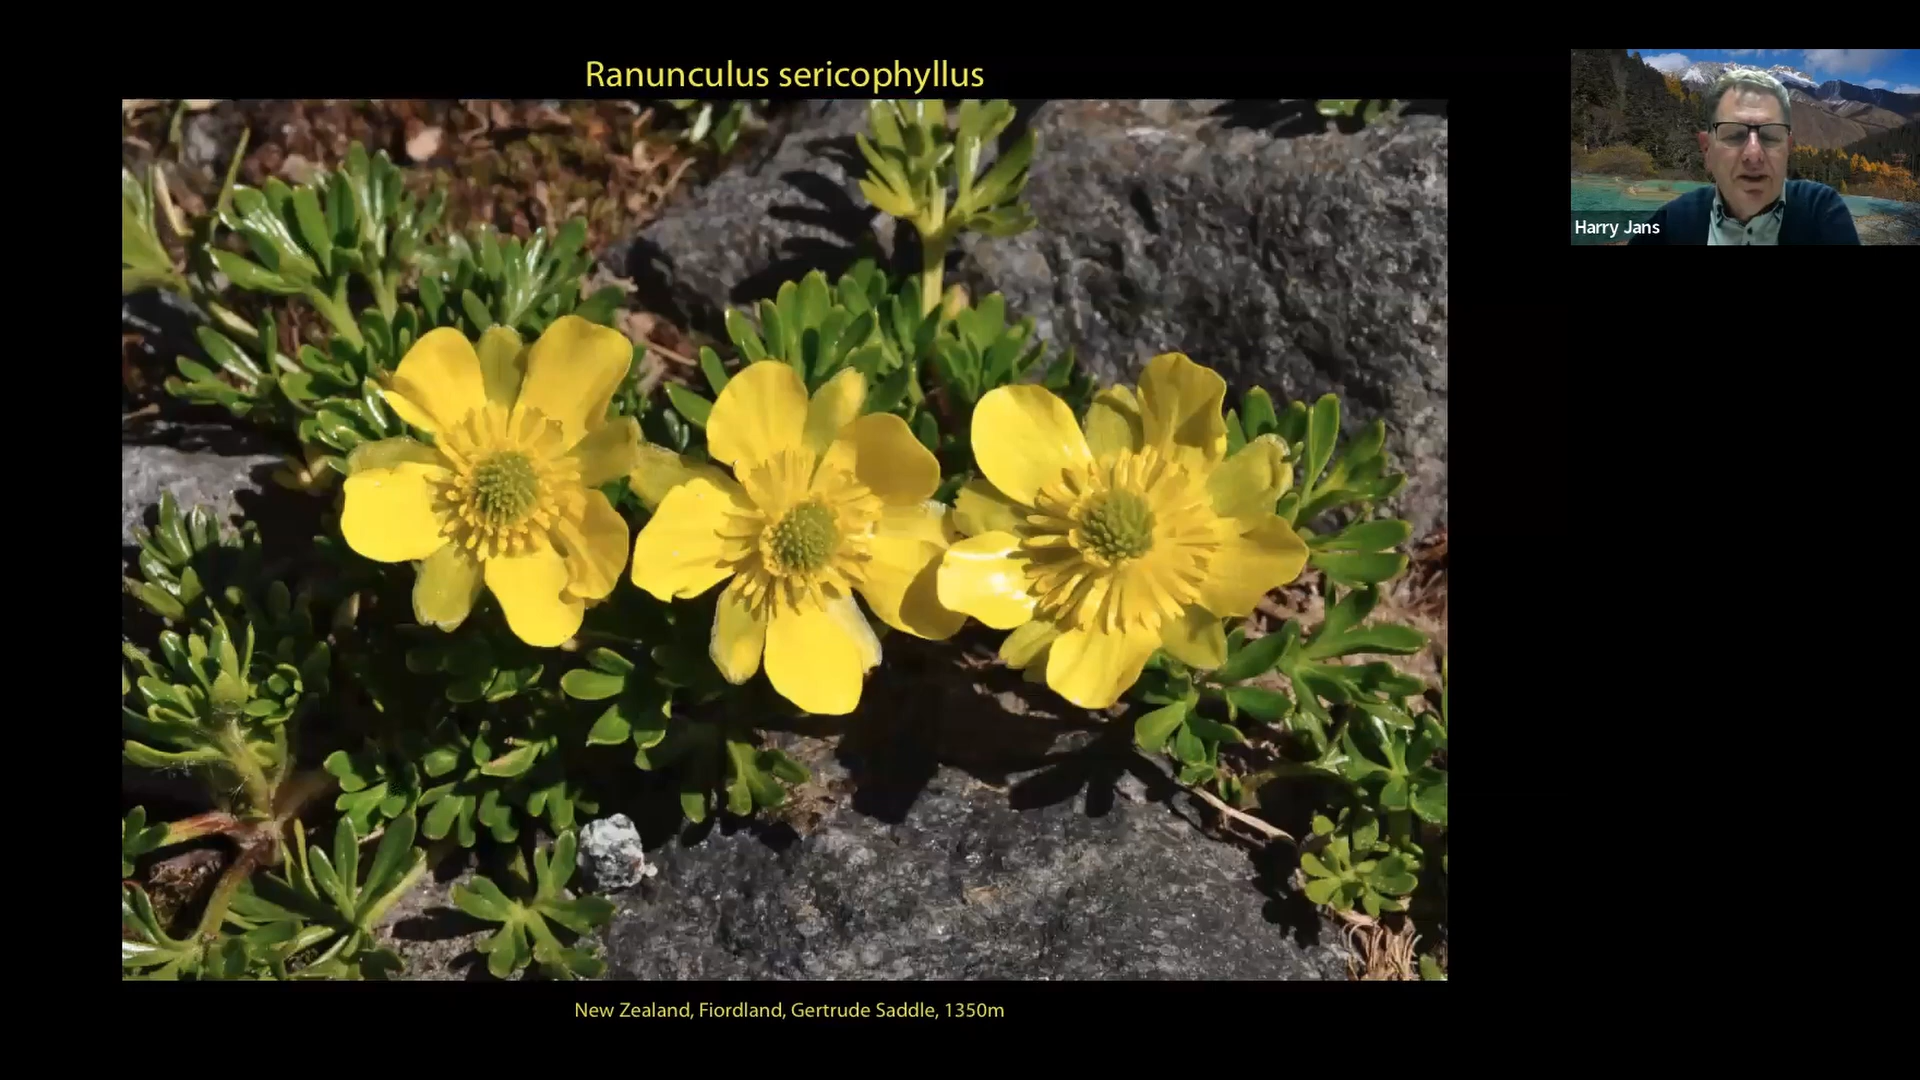 Ranunculus sericophyllus
Harry Jans
New Zealand, Fiordland, Gertrude Saddle, 1350m